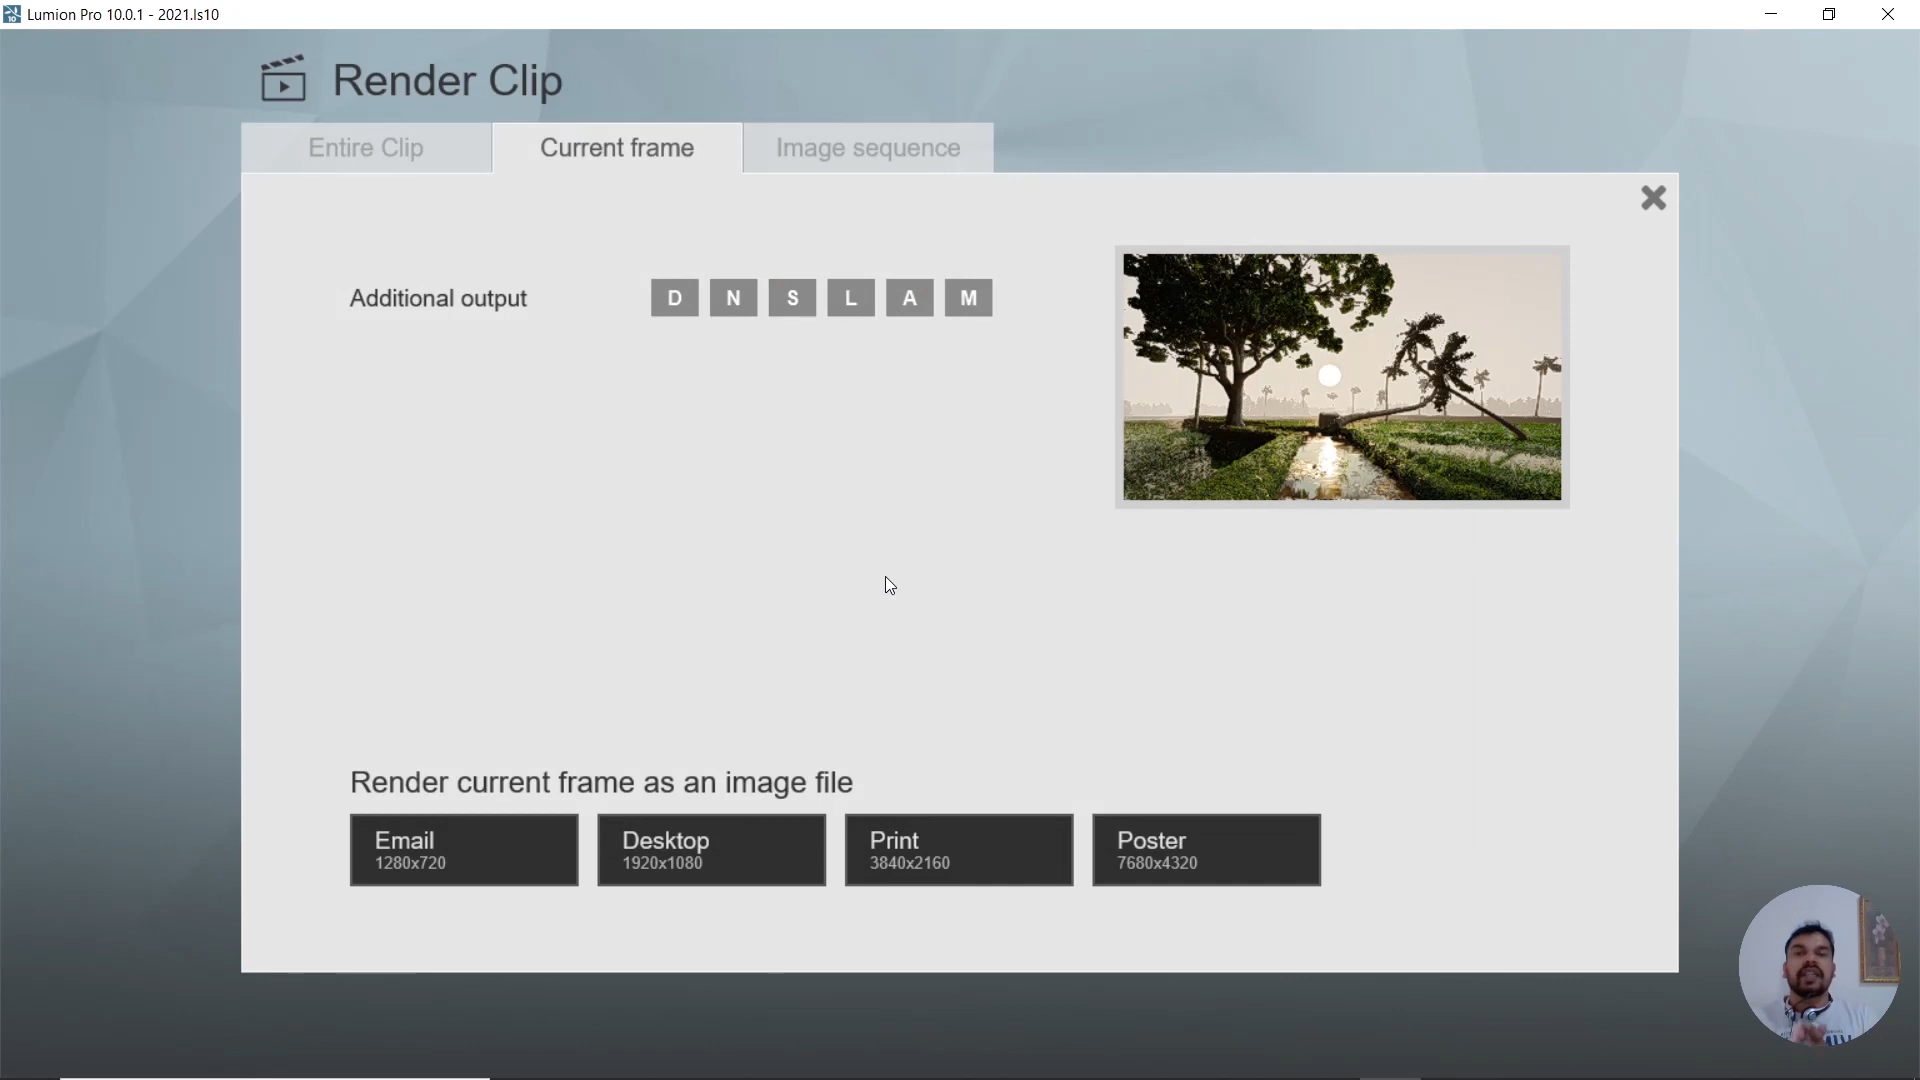 Lumion Pro 10.0.1 - 2021.ls10
Render Clip
Entire Clip
Current frame
Image sequence
Additional output
D N S L A M
Render current frame as an image file
Email
1280x720
Desktop
1920x1080
Print
3840x2160
Poster
7680x4320